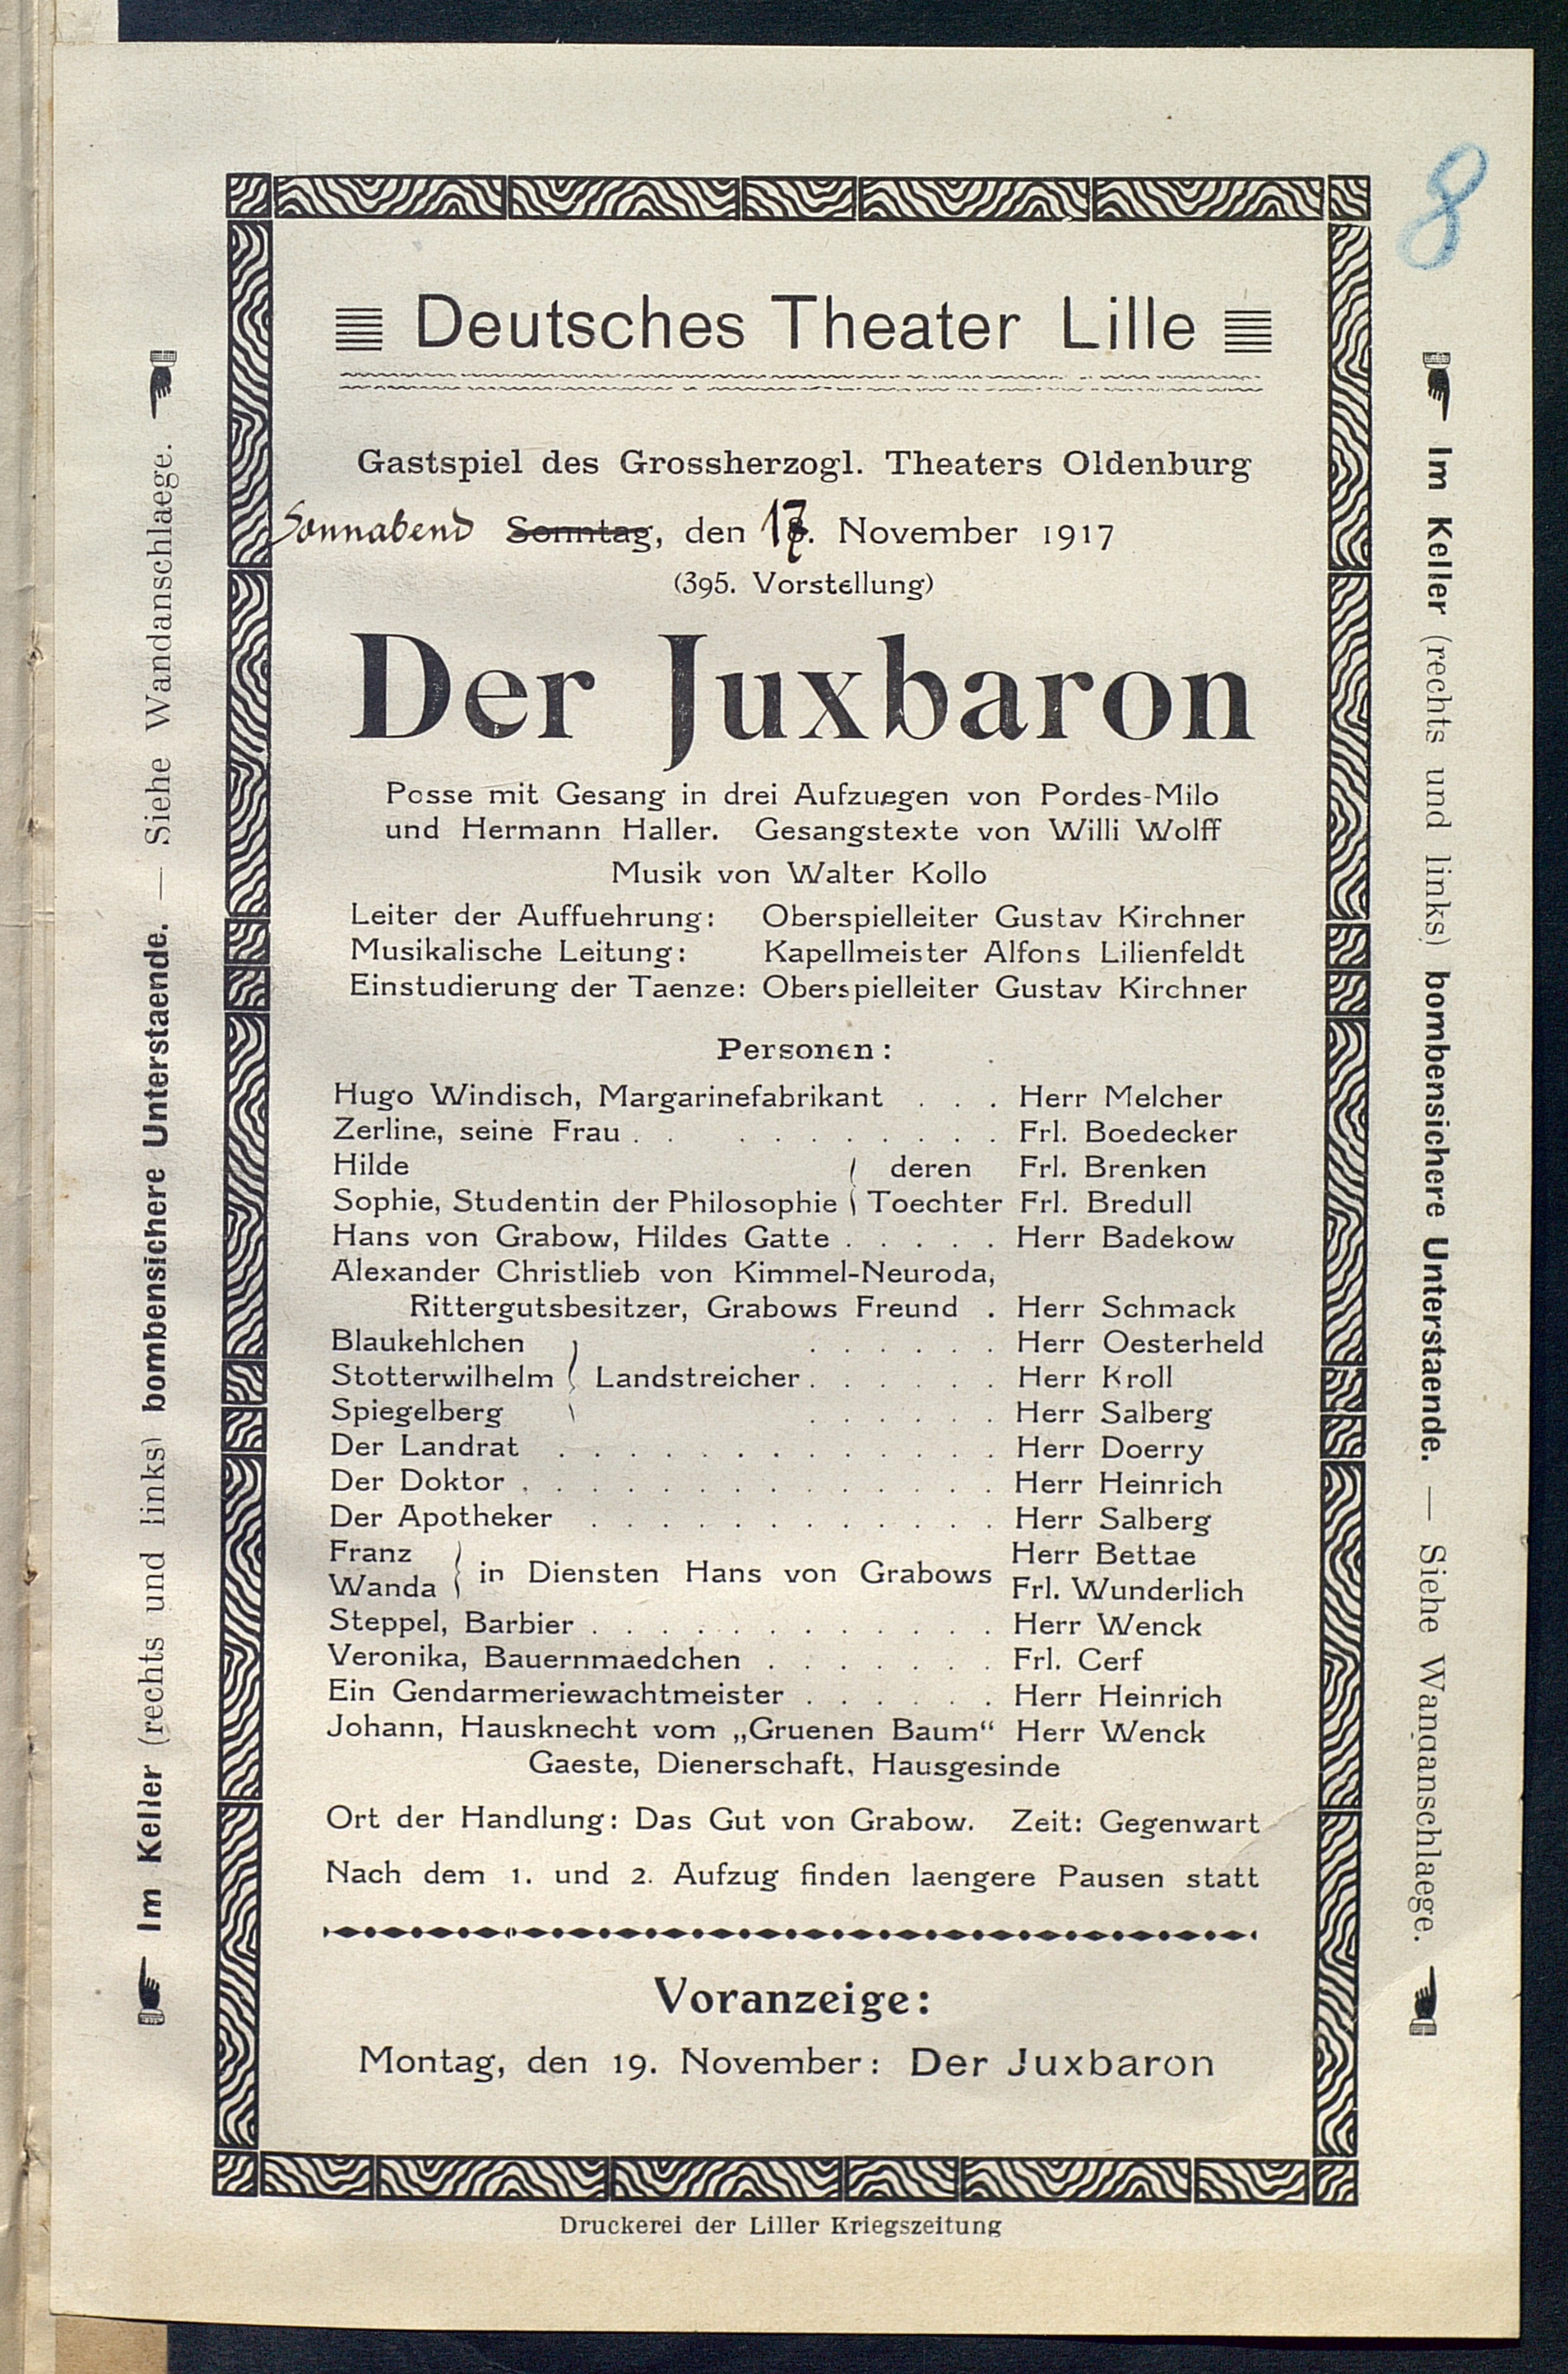 8
Deutsches Theater Lille
Gastspiel des Grossherzogl. Theaters Oldenburg
Sonnabend Sonntag, den 17. November 1917
(395. Vorstellung)
Der Juxbaron
Posse mit Gesang in drei Aufzuegen von Pordes-Milo
und Hermann Haller. Gesangstexte von Willi Wolff
Musik von Walter Kollo
Leiter der Auffuehrung: Oberspielleiter Gustav Kirchner
Musikalische Leitung: Kapellmeister Alfons Lilienfeldt
Einstudierung der Taenze: Oberspielleiter Gustav Kirchner
Personen:
Hugo Windisch, Margarinefabrikant . . . Herr Melcher
Zerline, seine Frau . . . . . . . . . . Frl. Boedecker
Hilde } deren Frl. Brenken
Sophie, Studentin der Philosophie } Toechter Frl. Bredull
Hans von Grabow, Hildes Gatte . . . . . Herr Badekow
Alexander Christlieb von Kimmel-Neuroda,
Rittergutsbesitzer, Grabows Freund . Herr Schmack
Blaukehlchen . . . . . . Herr Oesterheld
Stotterwilhelm } Landstreicher . . . . . . Herr Kroll
Spiegelberg . . . . . . Herr Salberg
Der Landrat . . . . . . . . . . . . Herr Doerry
Der Doktor . . . . . . . . . . . . . . Herr Heinrich
Der Apotheker . . . . . . . . . . . . Herr Salberg
Franz } in Diensten Hans von Grabows Herr Bettae
Wanda } Frl. Wunderlich
Steppel, Barbier . . . . . . . . . . . . Herr Wenck
Veronika, Bauernmaedchen . . . . . . . Frl. Cerf
Ein Gendarmeriewachtmeister . . . . . . Herr Heinrich
Johann, Hausknecht vom „Gruenen Baum“ Herr Wenck
Gaeste, Dienerschaft, Hausgesinde
Ort der Handlung: Das Gut von Grabow. Zeit: Gegenwart
Nach dem 1. und 2. Aufzug finden laengere Pausen statt
Voranzeige:
Montag, den 19. November: Der Juxbaron
Druckerei der Liller Kriegszeitung
Im Keller (rechts und links) bombensichere Unterstaende. — Siehe Wandanschlaege.
Im Keller (rechts und links) bombensichere Unterstaende. — Siehe Wandanschlaege.